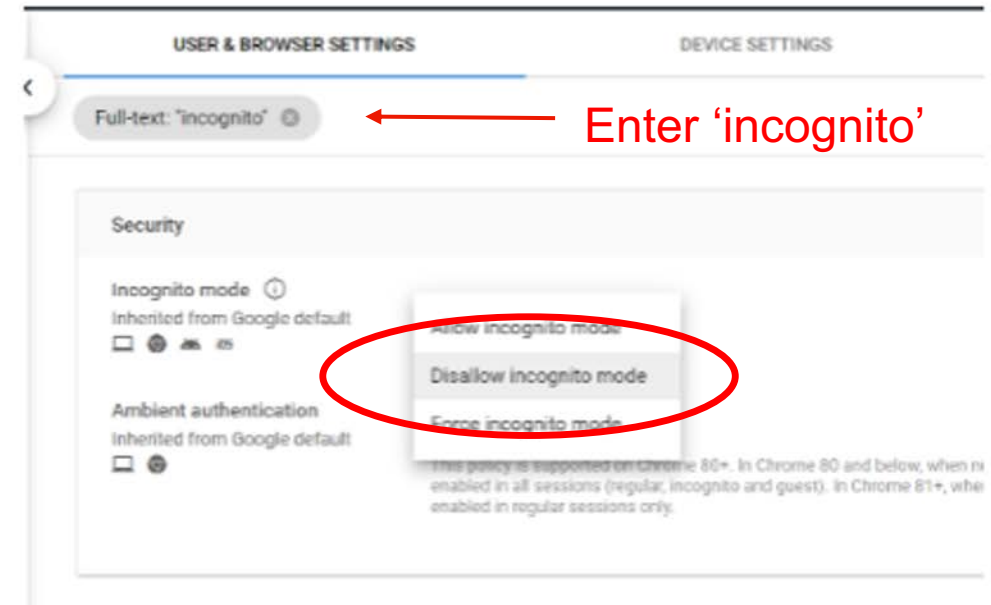 USER & BROWSER SETTINGS
DEVICE SETTINGS
Full-text: "incognito"
Enter ‘incognito’
Security
Incognito mode
Inherited from Google default
Allow incognito mode
Disallow incognito mode
Force incognito mode
Ambient authentication
Inherited from Google default
This policy is supported on Chrome 80+. In Chrome 80 and below, when
enabled in all sessions (regular, incognito and guest). In Chrome 81+,
enabled in regular sessions only.